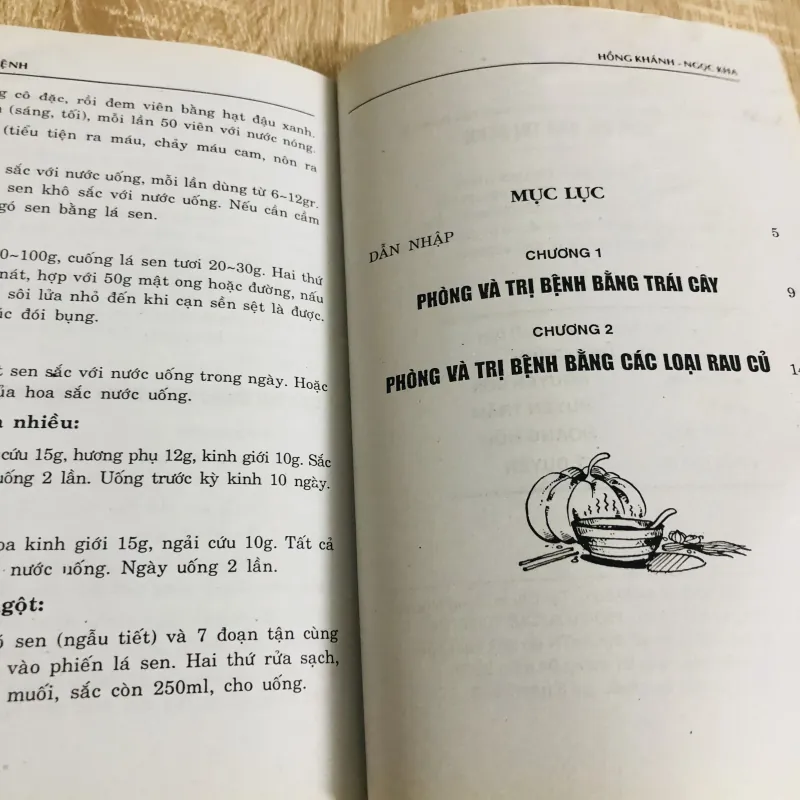 ỆNH
g cô đặc, rồi đem viên bằng hạt đậu xanh.
(sáng, tối), mỗi lần 50 viên với nước nóng.
(tiểu tiện ra máu, chảy máu cam, nôn ra
sắc với nước uống, mỗi lần dùng từ 6~12gr.
sen khô sắc với nước uống. Nếu cần cầm
gó sen bằng lá sen.
0~100g, cuống lá sen tươi 20~30g. Hai thứ
nát, hợp với 50g mật ong hoặc đường, nấu
sôi lửa nhỏ đến khi cạn sền sệt là được.
úc đói bụng.
t sen sắc với nước uống trong ngày. Hoặc
ủa hoa sắc nước uống.
nhiều:
cứu 15g, hương phụ 12g, kinh giới 10g. Sắc
uống 2 lần. Uống trước kỳ kinh 10 ngày.
oa kinh giới 15g, ngải cứu 10g. Tất cả
nước uống. Ngày uống 2 lần.
gột:
ó sen (ngẫu tiết) và 7 đoạn tận cùng
vào phiến lá sen. Hai thứ rửa sạch,
muối, sắc còn 250ml, cho uống.
HỒNG KHÁNH - NGỌC KHA
MỤC LỤC
DẪN NHẬP 5
CHƯƠNG 1
PHÒNG VÀ TRỊ BỆNH BẰNG TRÁI CÂY 9
CHƯƠNG 2
PHÒNG VÀ TRỊ BỆNH BẰNG CÁC LOẠI RAU CỦ 14